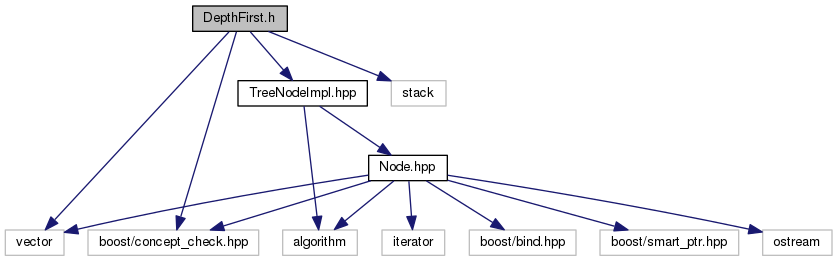 DepthFirst.h
TreeNodeImpl.hpp
stack
Node.hpp
vector
boost/concept_check.hpp
algorithm
iterator
boost/bind.hpp
boost/smart_ptr.hpp
ostream